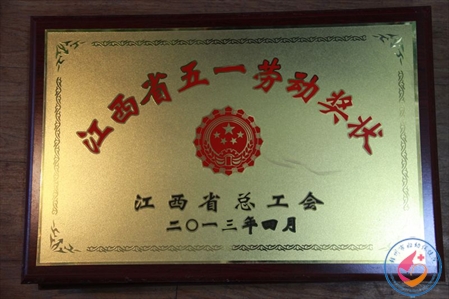 江西省五一劳动奖状
江西省总工会
二〇一三年四月